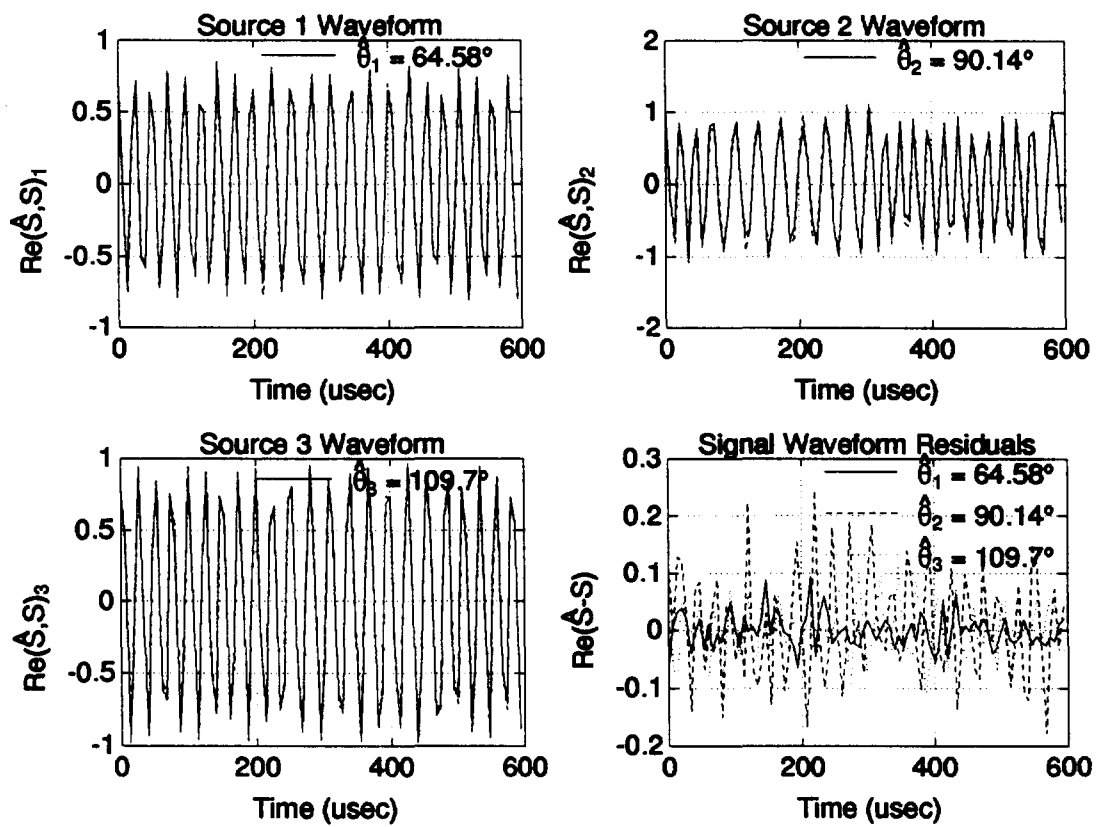 Source 1 Waveform
θ̂₁ = 64.58°
1
0.5
0
-0.5
-1
Re(Ŝ,S)₁
0 200 400 600
Time (usec)
Source 2 Waveform
θ̂₂ = 90.14°
2
1
0
-1
-2
Re(Ŝ,S)₂
0 200 400 600
Time (usec)
Source 3 Waveform
θ̂₃ = 109.7°
1
0.5
0
-0.5
-1
Re(Ŝ,S)₃
0 200 400 600
Time (usec)
Signal Waveform Residuals
θ̂₁ = 64.58°
θ̂₂ = 90.14°
θ̂₃ = 109.7°
0.3
0.2
0.1
0
-0.1
-0.2
Re(Ŝ-S)
0 200 400 600
Time (usec)